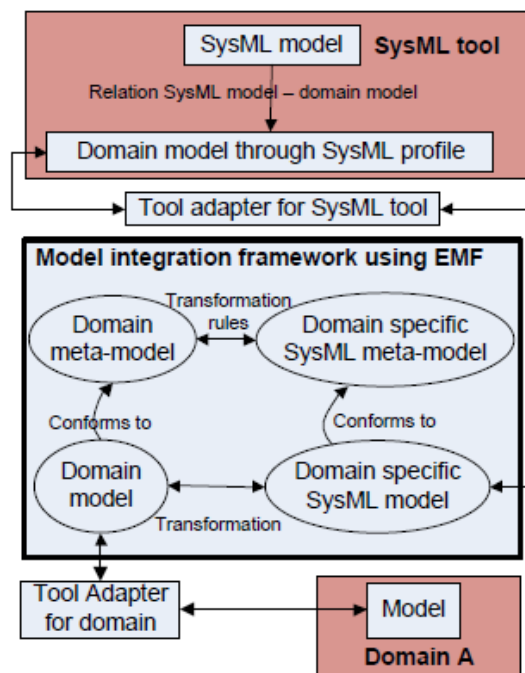 SysML model
SysML tool
Relation SysML model – domain model
Domain model through SysML profile
Tool adapter for SysML tool
Model integration framework using EMF
Transformation
rules
Domain
meta-model
Domain specific
SysML meta-model
Conforms to
Conforms to
Domain
model
Domain specific
SysML model
Transformation
Tool Adapter
for domain
Model
Domain A